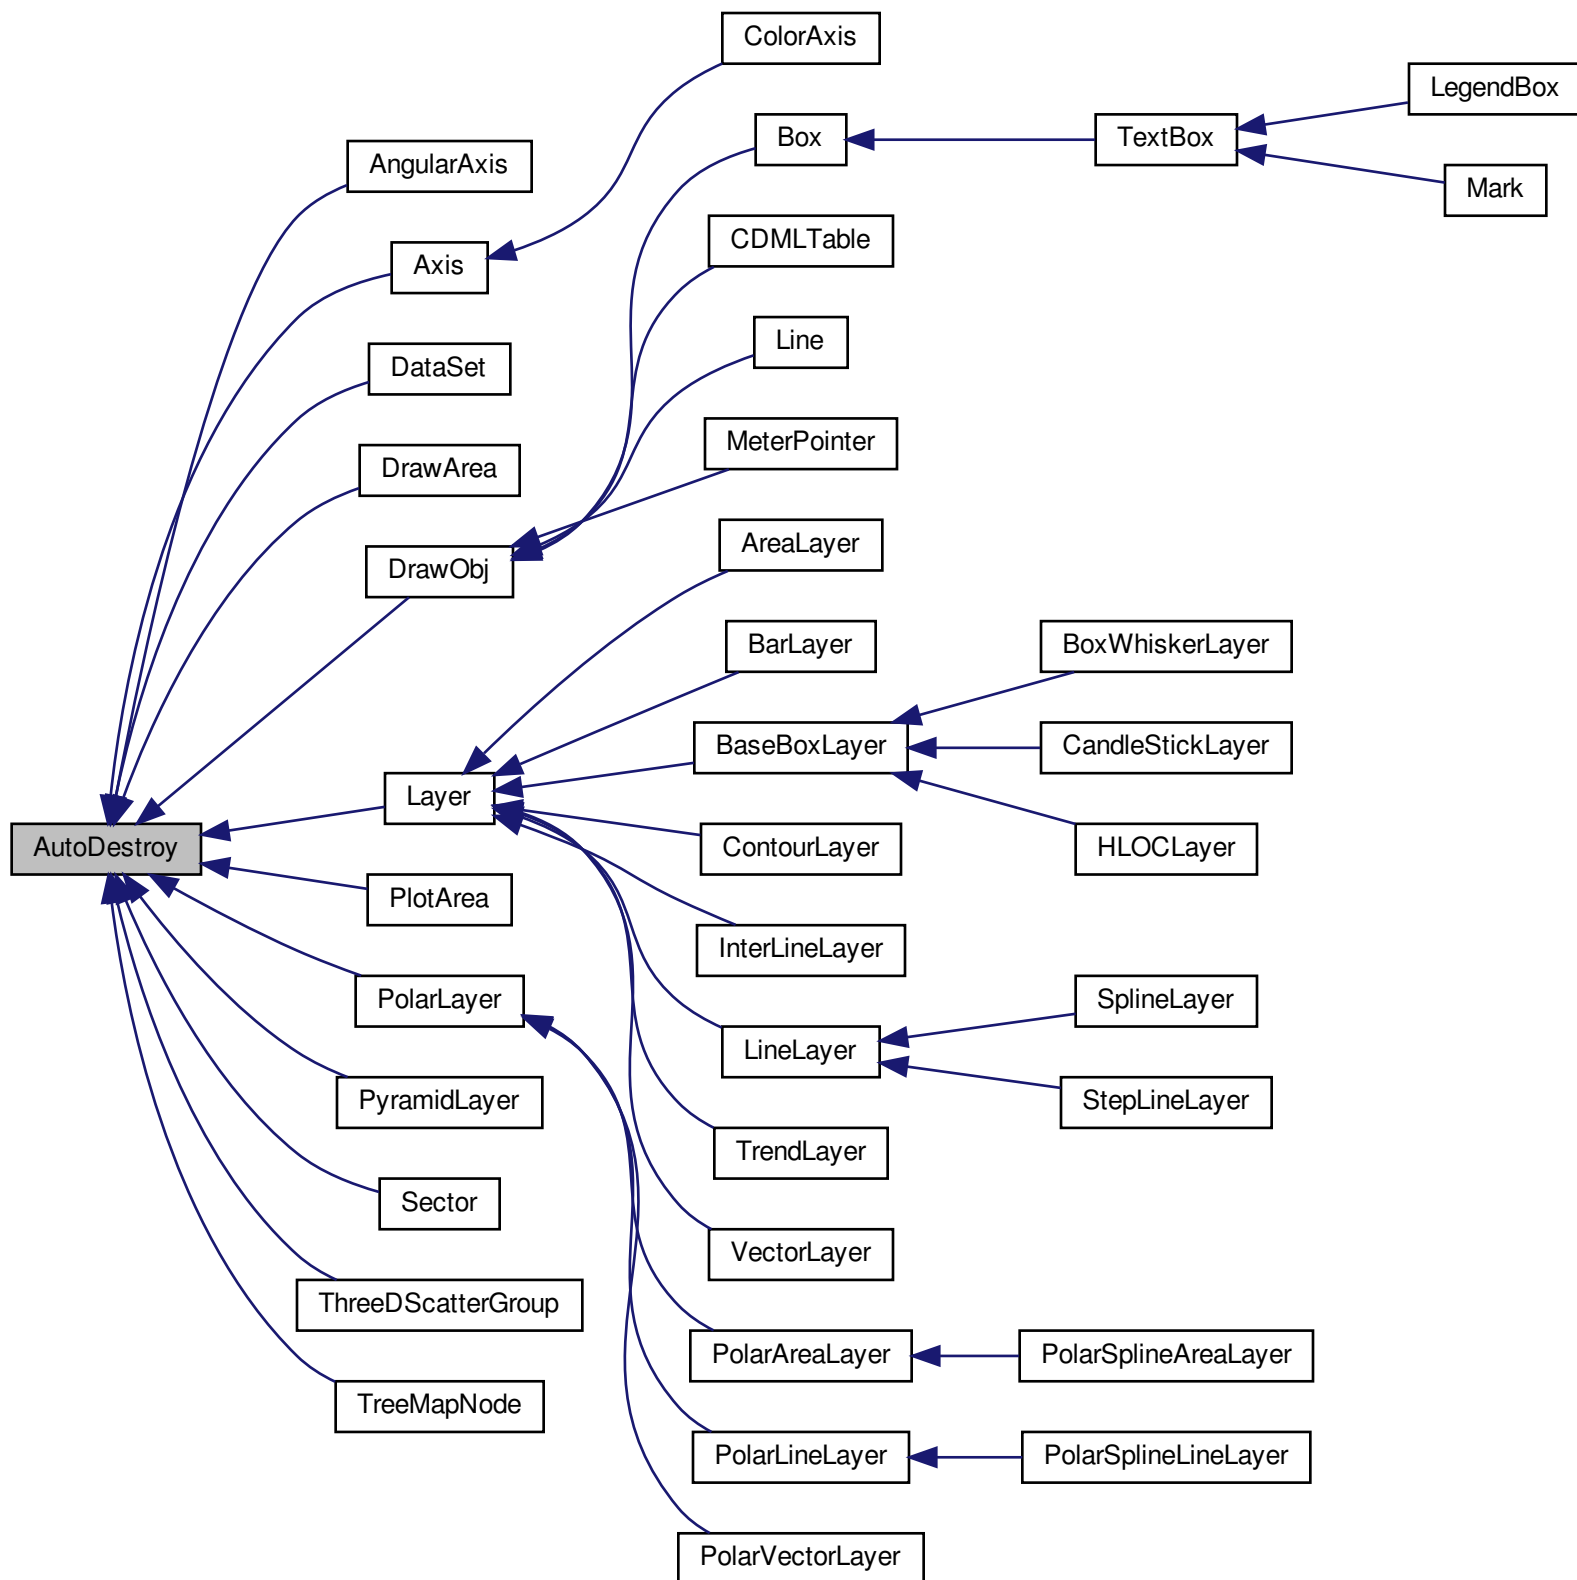 ColorAxis
LegendBox
Box
TextBox
AngularAxis
Mark
CDMLTable
Axis
Line
DataSet
MeterPointer
DrawArea
AreaLayer
DrawObj
BarLayer
BoxWhiskerLayer
BaseBoxLayer
CandleStickLayer
Layer
AutoDestroy
ContourLayer
HLOCLayer
PlotArea
InterLineLayer
PolarLayer
SplineLayer
LineLayer
PyramidLayer
StepLineLayer
TrendLayer
Sector
VectorLayer
ThreeDScatterGroup
PolarAreaLayer
PolarSplineAreaLayer
TreeMapNode
PolarLineLayer
PolarSplineLineLayer
PolarVectorLayer